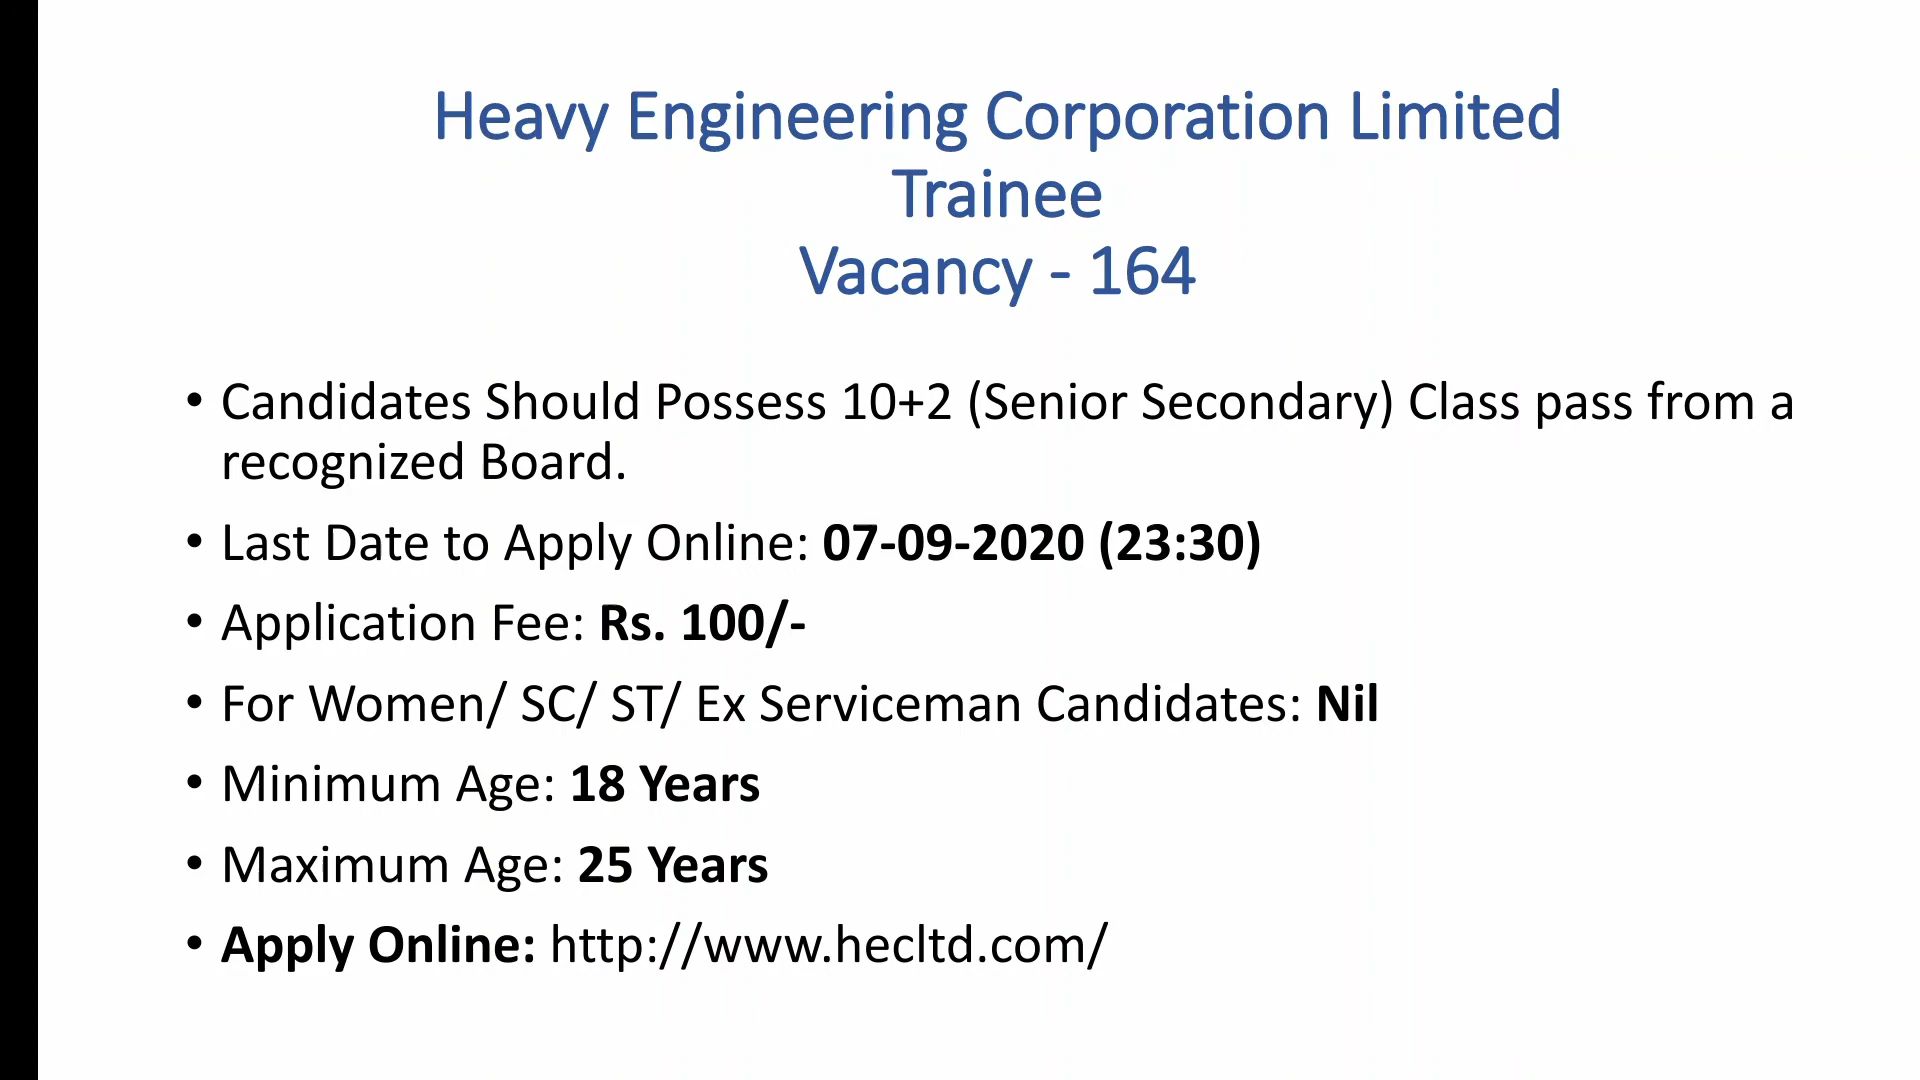 Heavy Engineering Corporation Limited
Trainee
Vacancy - 164
• Candidates Should Possess 10+2 (Senior Secondary) Class pass from a
recognized Board.
• Last Date to Apply Online: 07-09-2020 (23:30)
• Application Fee: Rs. 100/-
• For Women/ SC/ ST/ Ex Serviceman Candidates: Nil
• Minimum Age: 18 Years
• Maximum Age: 25 Years
• Apply Online: http://www.hecltd.com/